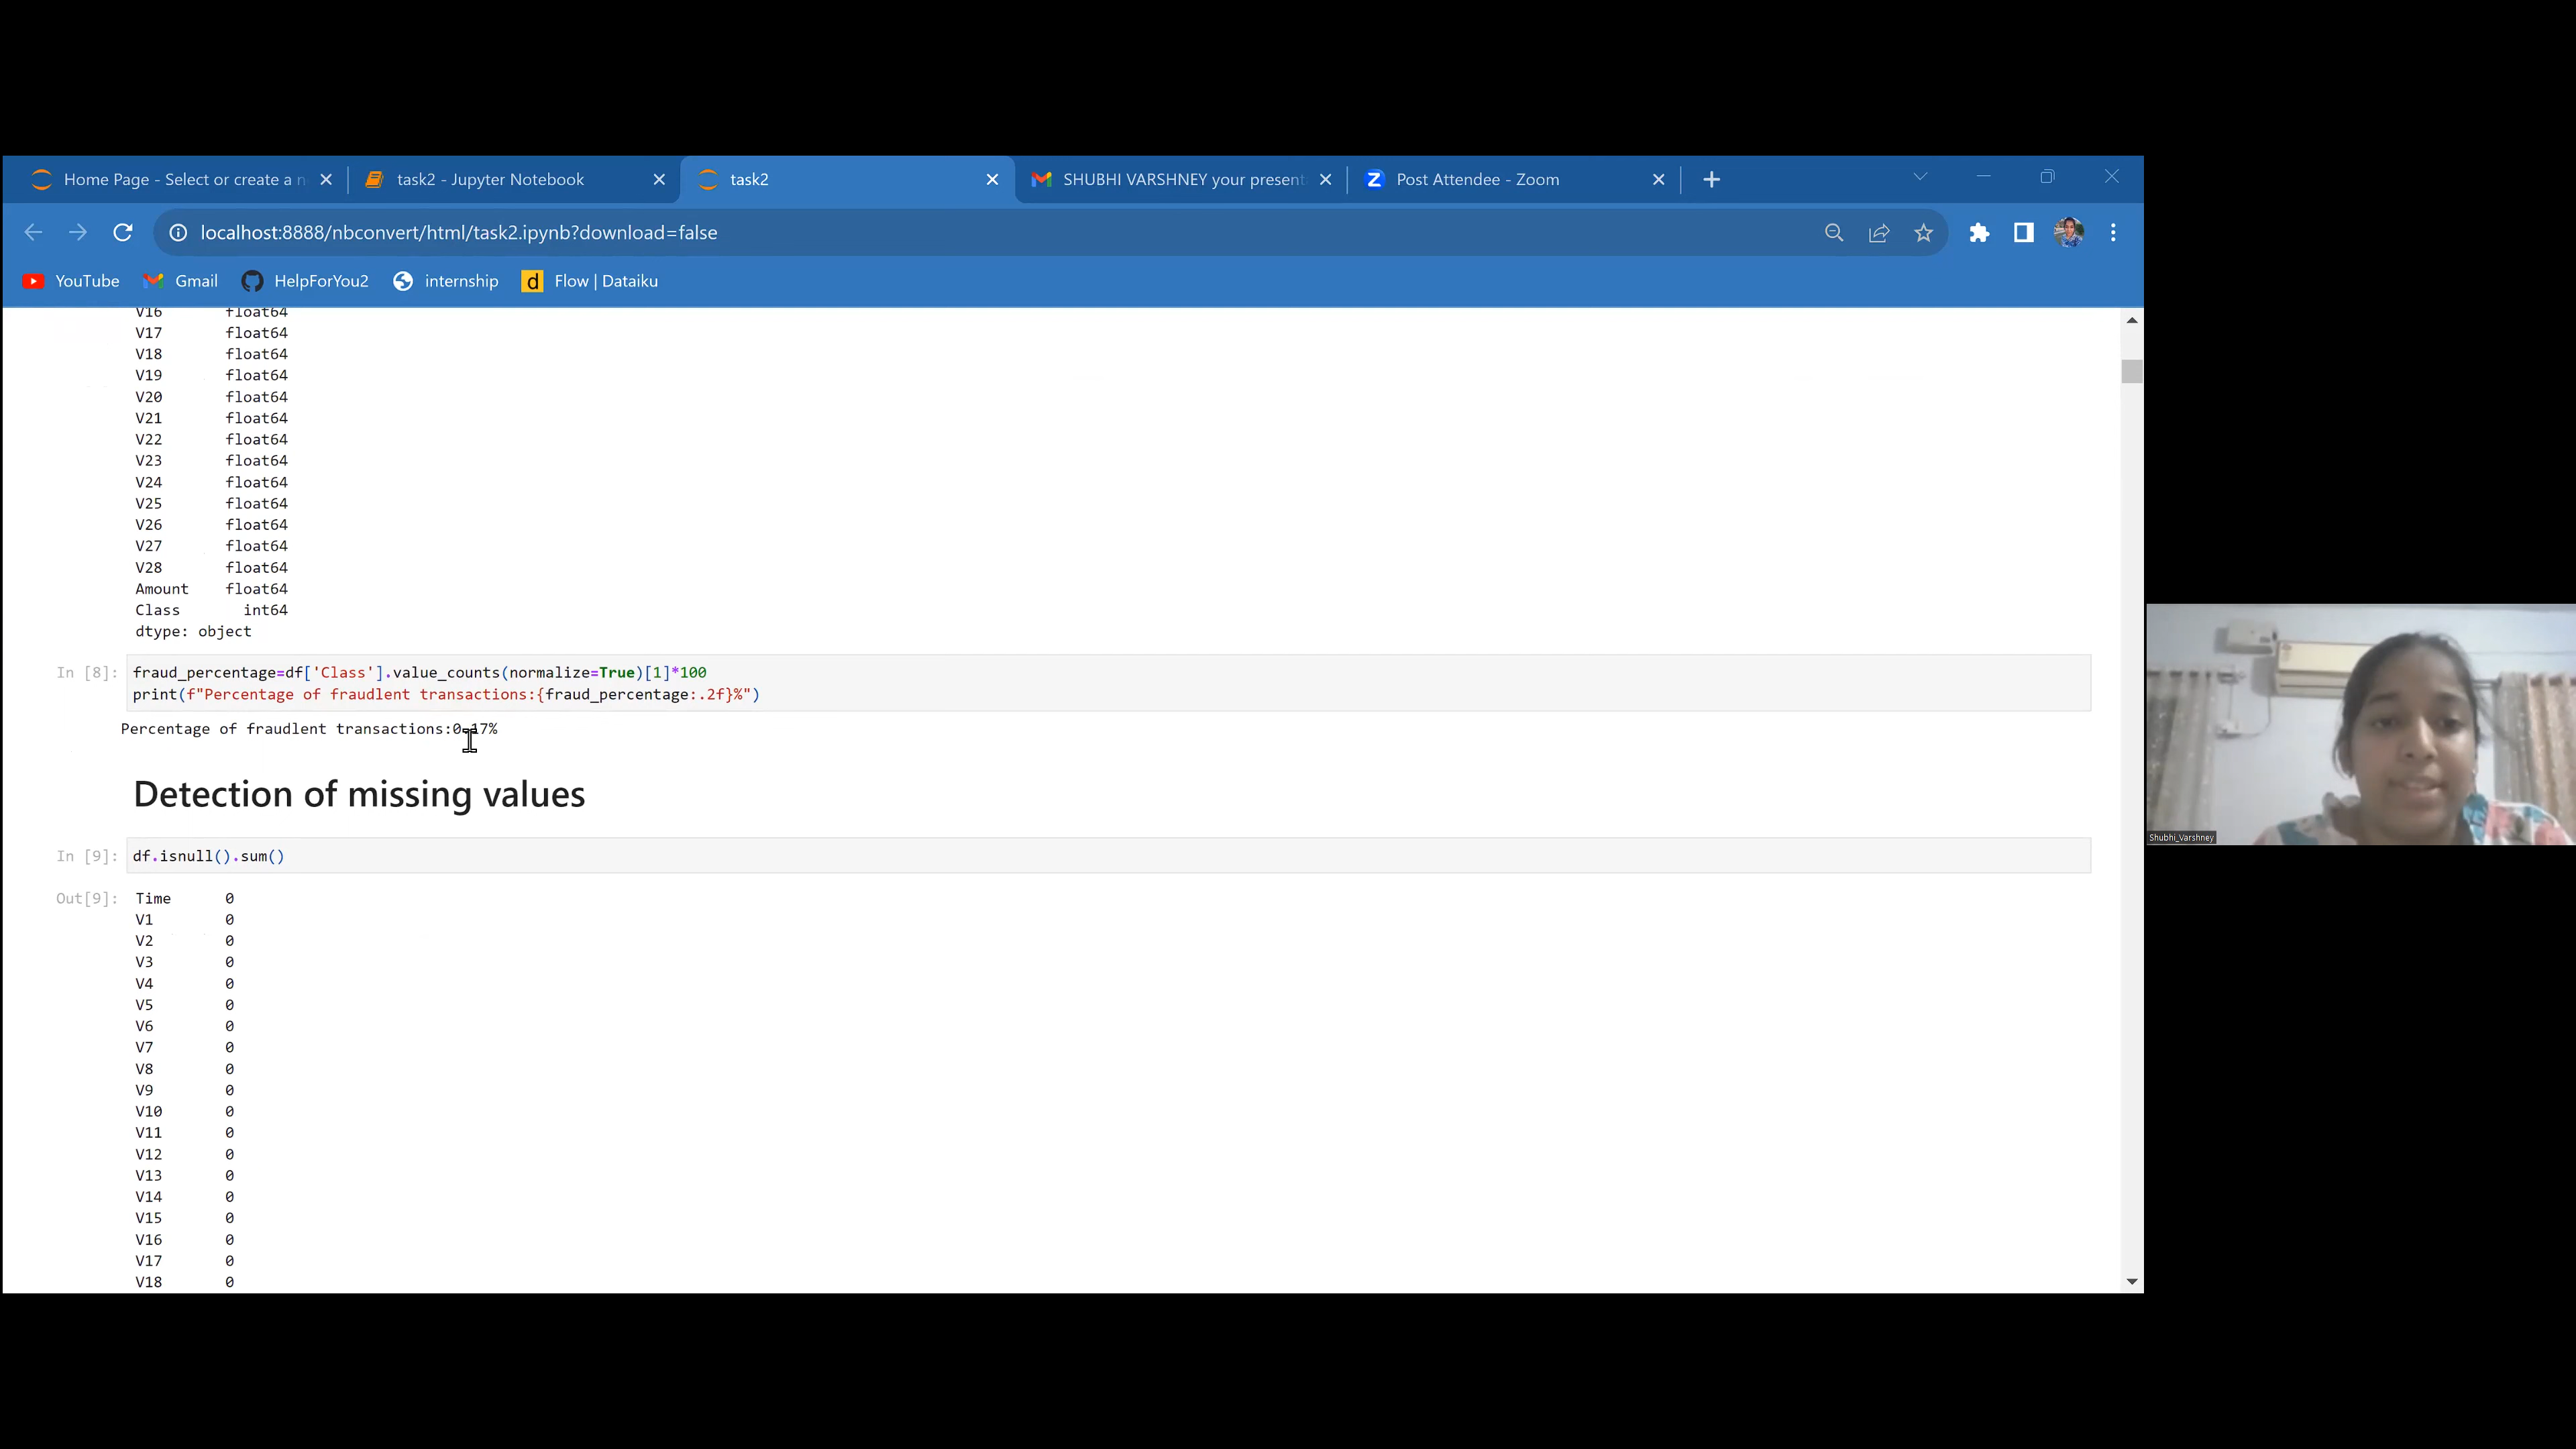 Home Page - Select or create a n
task2 - Jupyter Notebook
task2
SHUBHI VARSHNEY your present
Post Attendee - Zoom
localhost:8888/nbconvert/html/task2.ipynb?download=false
YouTube
Gmail
HelpForYou2
internship
d
Flow | Dataiku
V16 float64
V17 float64
V18 float64
V19 float64
V20 float64
V21 float64
V22 float64
V23 float64
V24 float64
V25 float64
V26 float64
V27 float64
V28 float64
Amount float64
Class int64
dtype: object
In [8]: fraud_percentage=df['Class'].value_counts(normalize=True)[1]*100
print(f"Percentage of fraudlent transactions:{fraud_percentage:.2f}%")
Percentage of fraudlent transactions:0.17%
Detection of missing values
In [9]: df.isnull().sum()
Out[9]: Time 0
V1 0
V2 0
V3 0
V4 0
V5 0
V6 0
V7 0
V8 0
V9 0
V10 0
V11 0
V12 0
V13 0
V14 0
V15 0
V16 0
V17 0
V18 0
Shubhi_Varshney